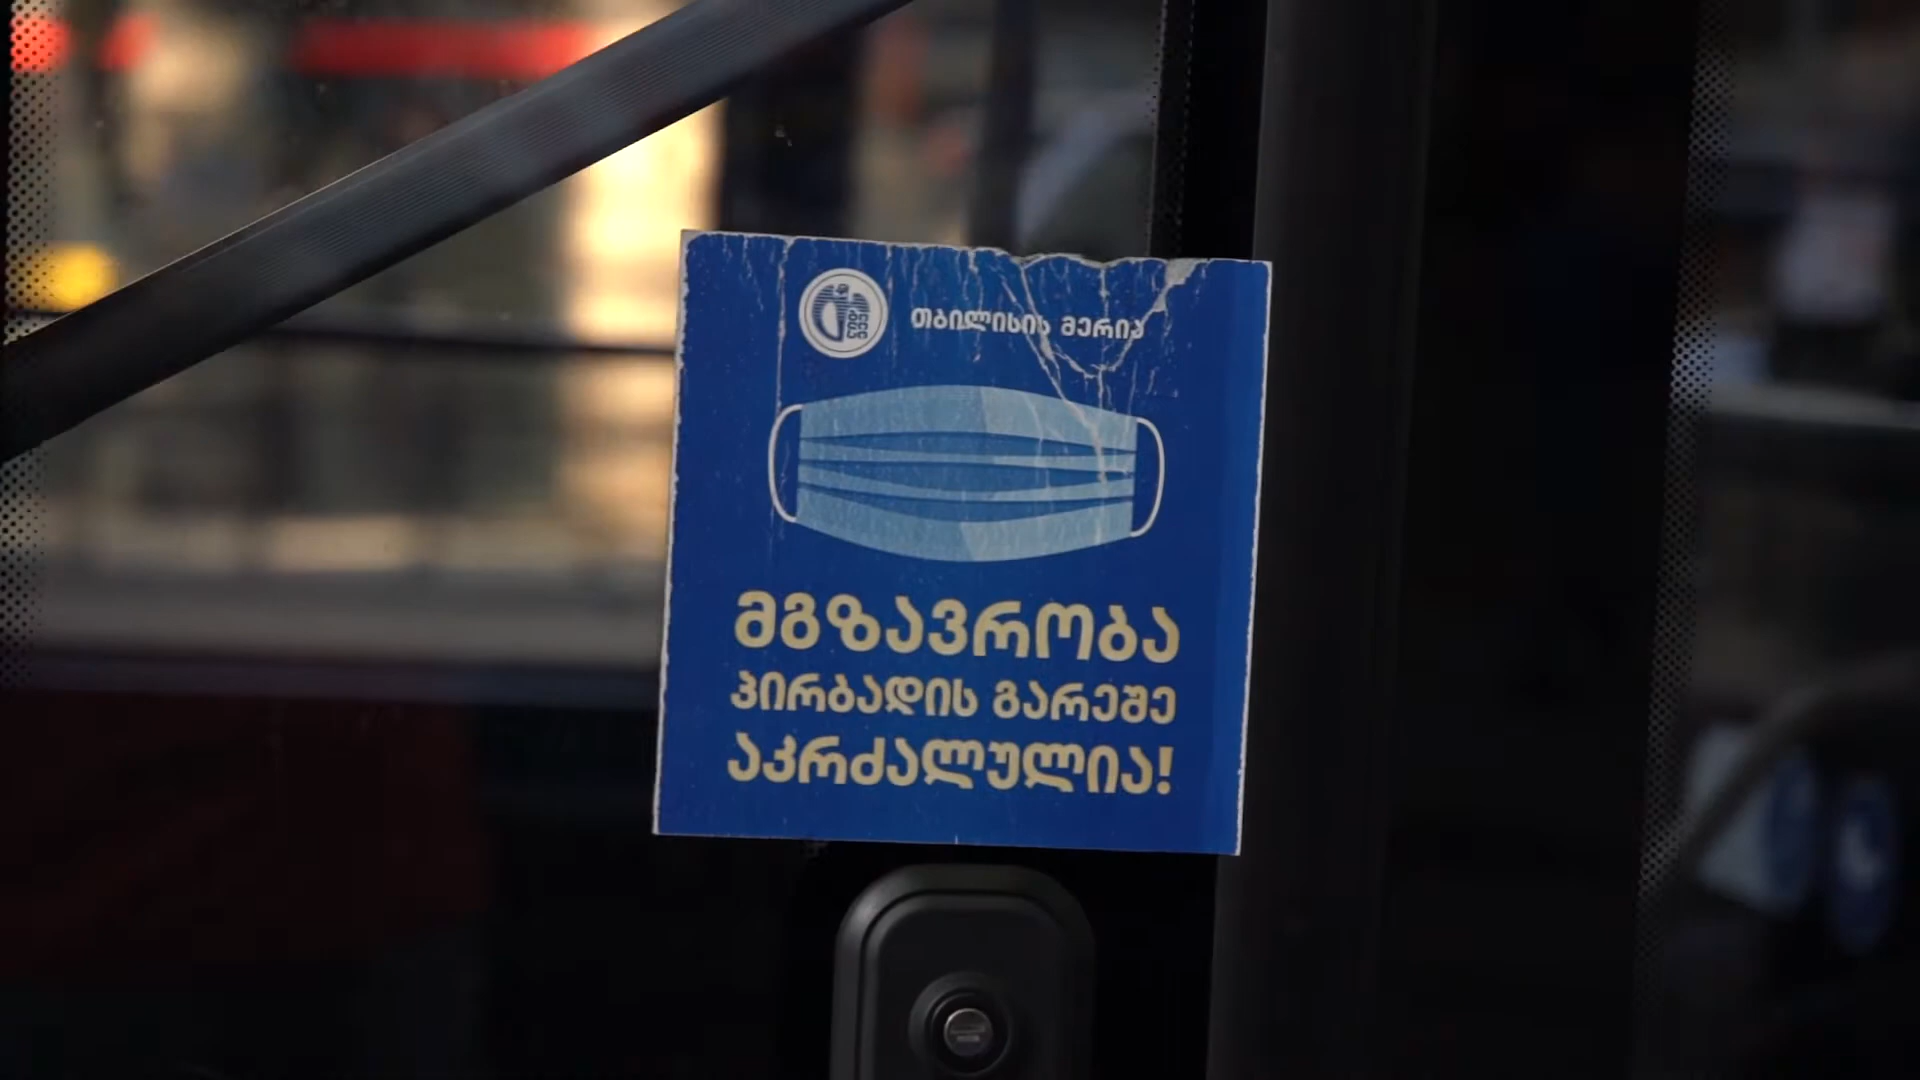 თბილისის მერია
მგზავრობა
პირბადის გარეშე
აკრძალულია!